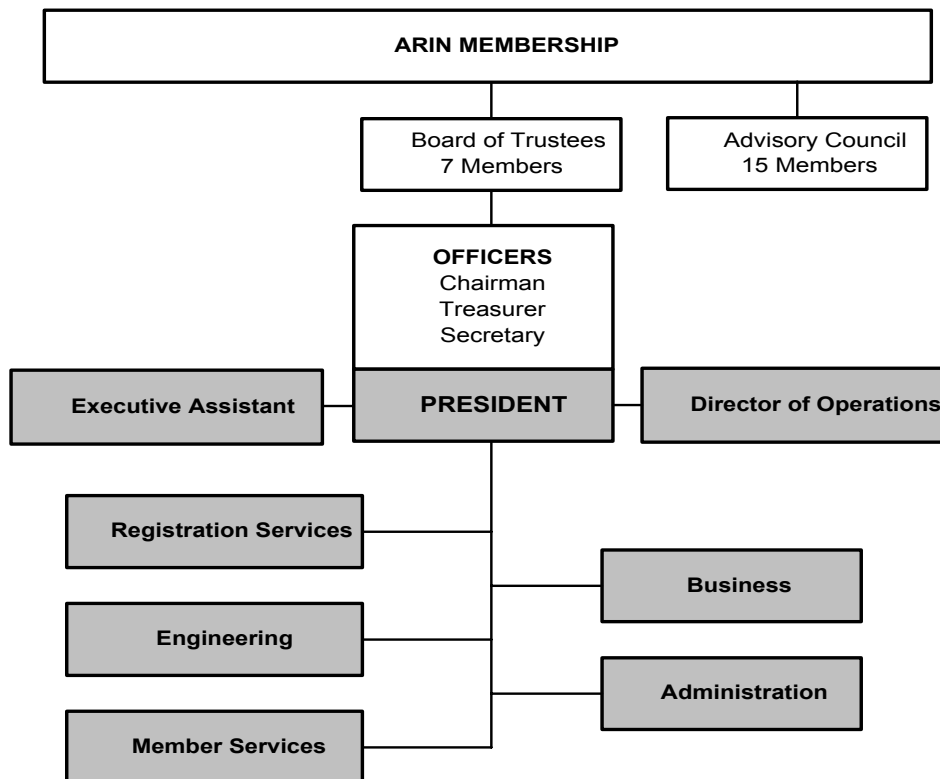 ARIN MEMBERSHIP
Board of Trustees
7 Members
Advisory Council
15 Members
OFFICERS
Chairman
Treasurer
Secretary
Executive Assistant
PRESIDENT
Director of Operations
Registration Services
Business
Engineering
Administration
Member Services